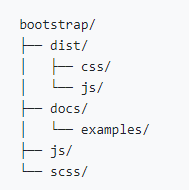 bootstrap/
├── dist/
│   ├── css/
│   └── js/
├── docs/
│   └── examples/
├── js/
└── scss/